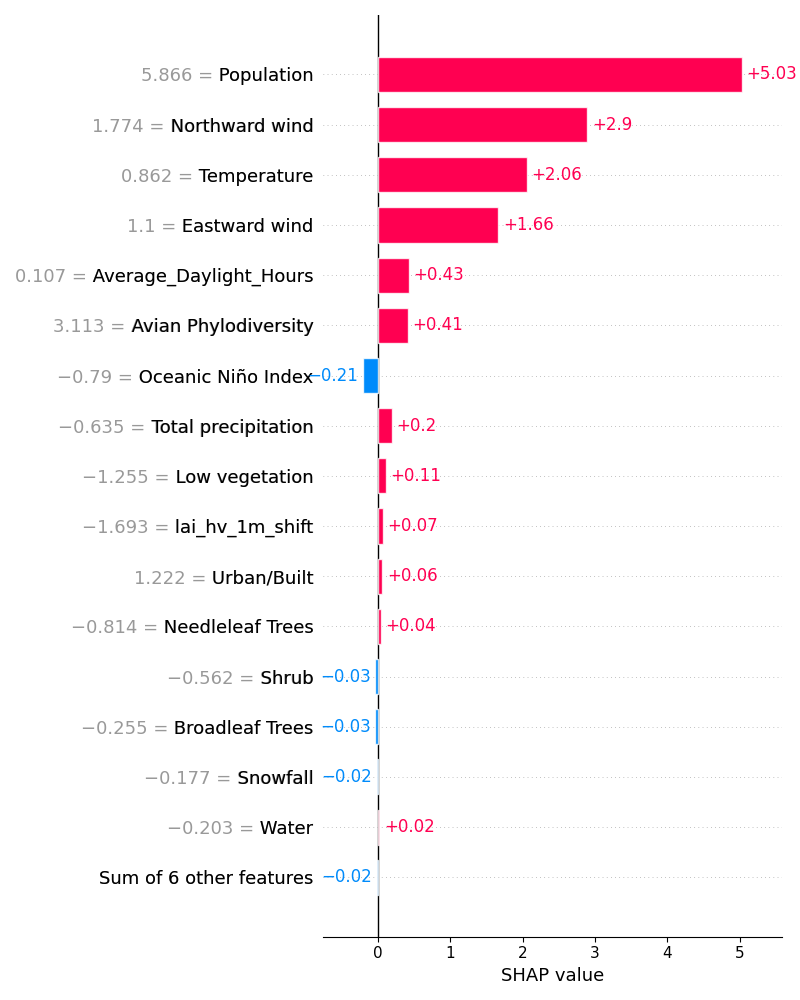 5.866 = Population +5.03
1.774 = Northward wind +2.9
0.862 = Temperature +2.06
1.1 = Eastward wind +1.66
0.107 = Average_Daylight_Hours +0.43
3.113 = Avian Phylodiversity +0.41
−0.79 = Oceanic Niño Index −0.21
−0.635 = Total precipitation +0.2
−1.255 = Low vegetation +0.11
−1.693 = lai_hv_1m_shift +0.07
1.222 = Urban/Built +0.06
−0.814 = Needleleaf Trees +0.04
−0.562 = Shrub −0.03
−0.255 = Broadleaf Trees −0.03
−0.177 = Snowfall −0.02
−0.203 = Water +0.02
Sum of 6 other features −0.02
0 1 2 3 4 5
SHAP value